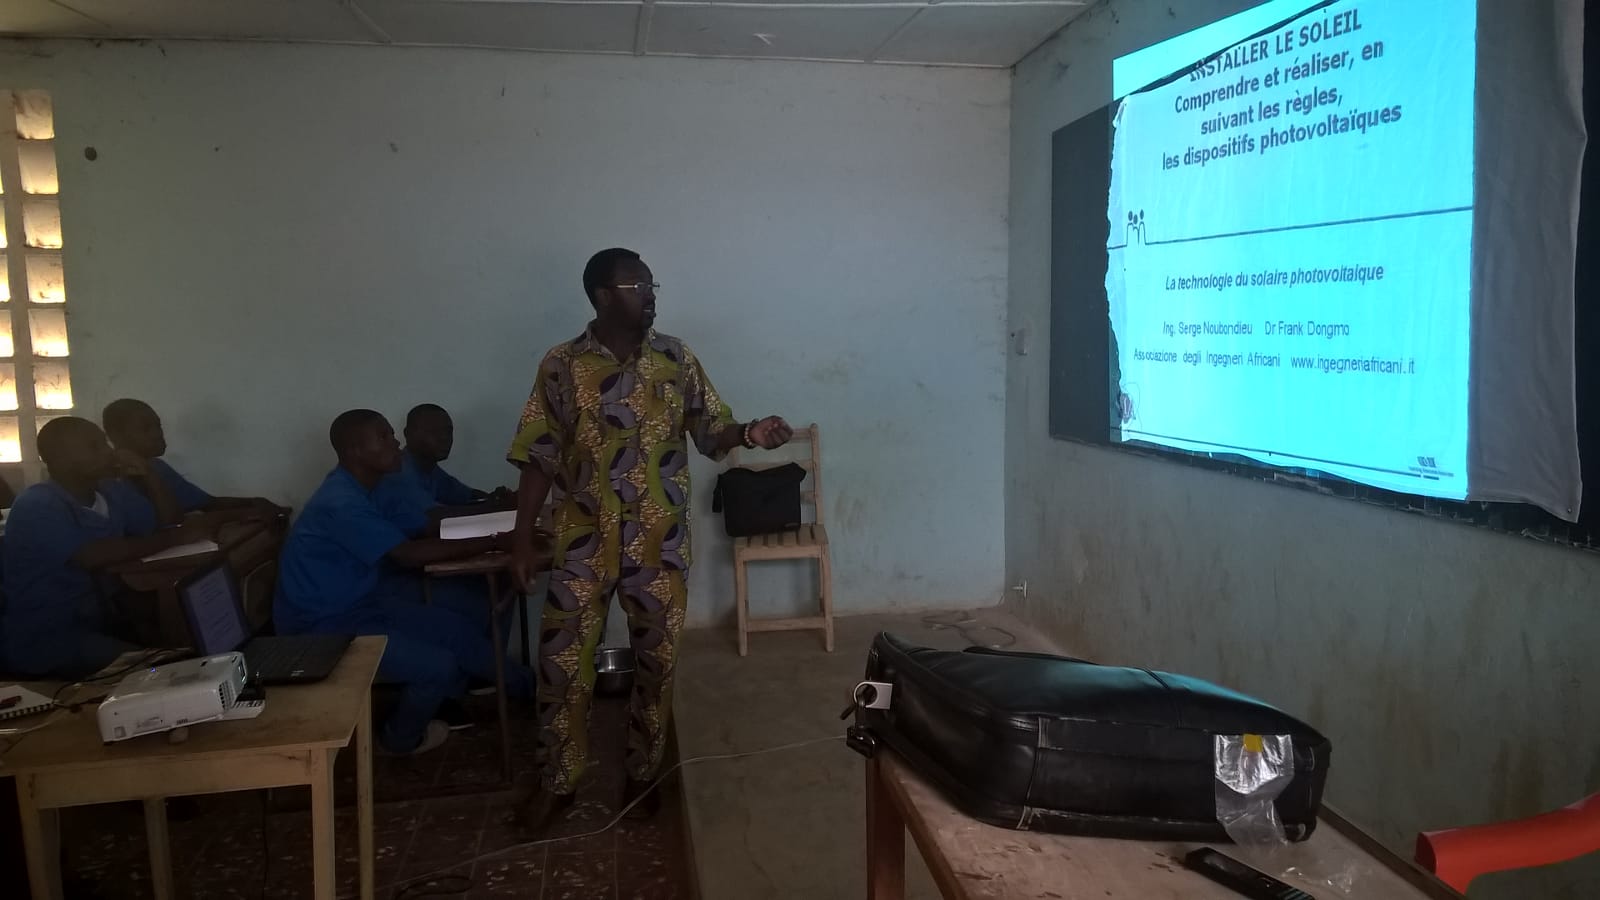 INSTALLER LE SOLEIL
Comprendre et réaliser, en
suivant les règles,
les dispositifs photovoltaïques
La technologie du solaire photovoltaïque
Ing. Serge Noubondieu Dr Frank Dongmo
Associazione degli Ingegneri Africani www.ingegneriafricani.it